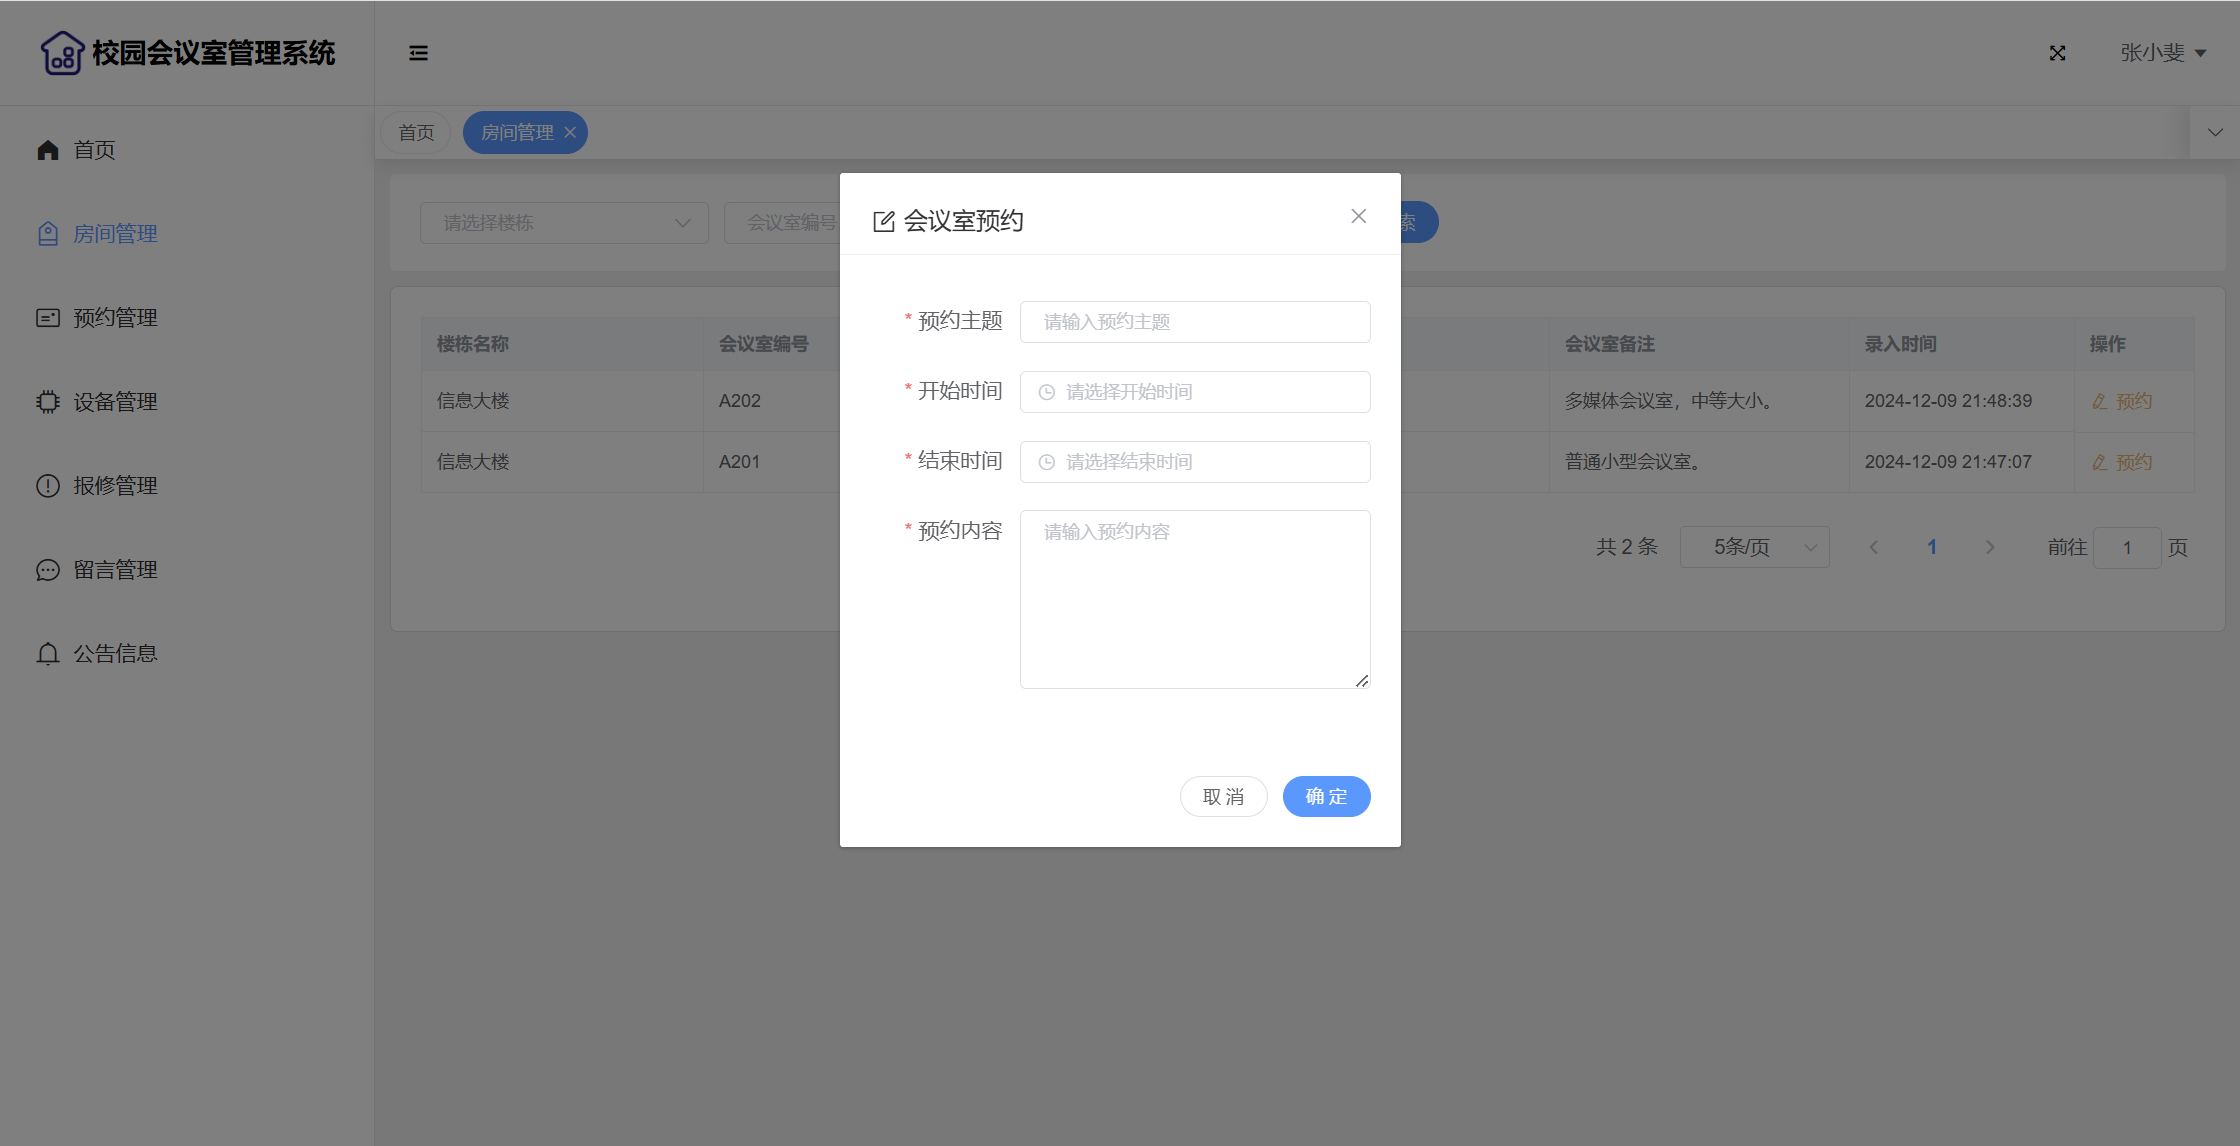 校园会议室管理系统
张小斐
首页
房间管理
预约管理
设备管理
报修管理
留言管理
公告信息
首页
房间管理
请选择楼栋
会议室编号
索
楼栋名称 会议室编号 会议室备注 录入时间 操作
信息大楼 A202 多媒体会议室，中等大小。 2024-12-09 21:48:39 预约
信息大楼 A201 普通小型会议室。 2024-12-09 21:47:07 预约
共 2 条 5条/页 1 前往 1 页
会议室预约
* 预约主题 请输入预约主题
* 开始时间 请选择开始时间
* 结束时间 请选择结束时间
* 预约内容 请输入预约内容
取 消 确 定